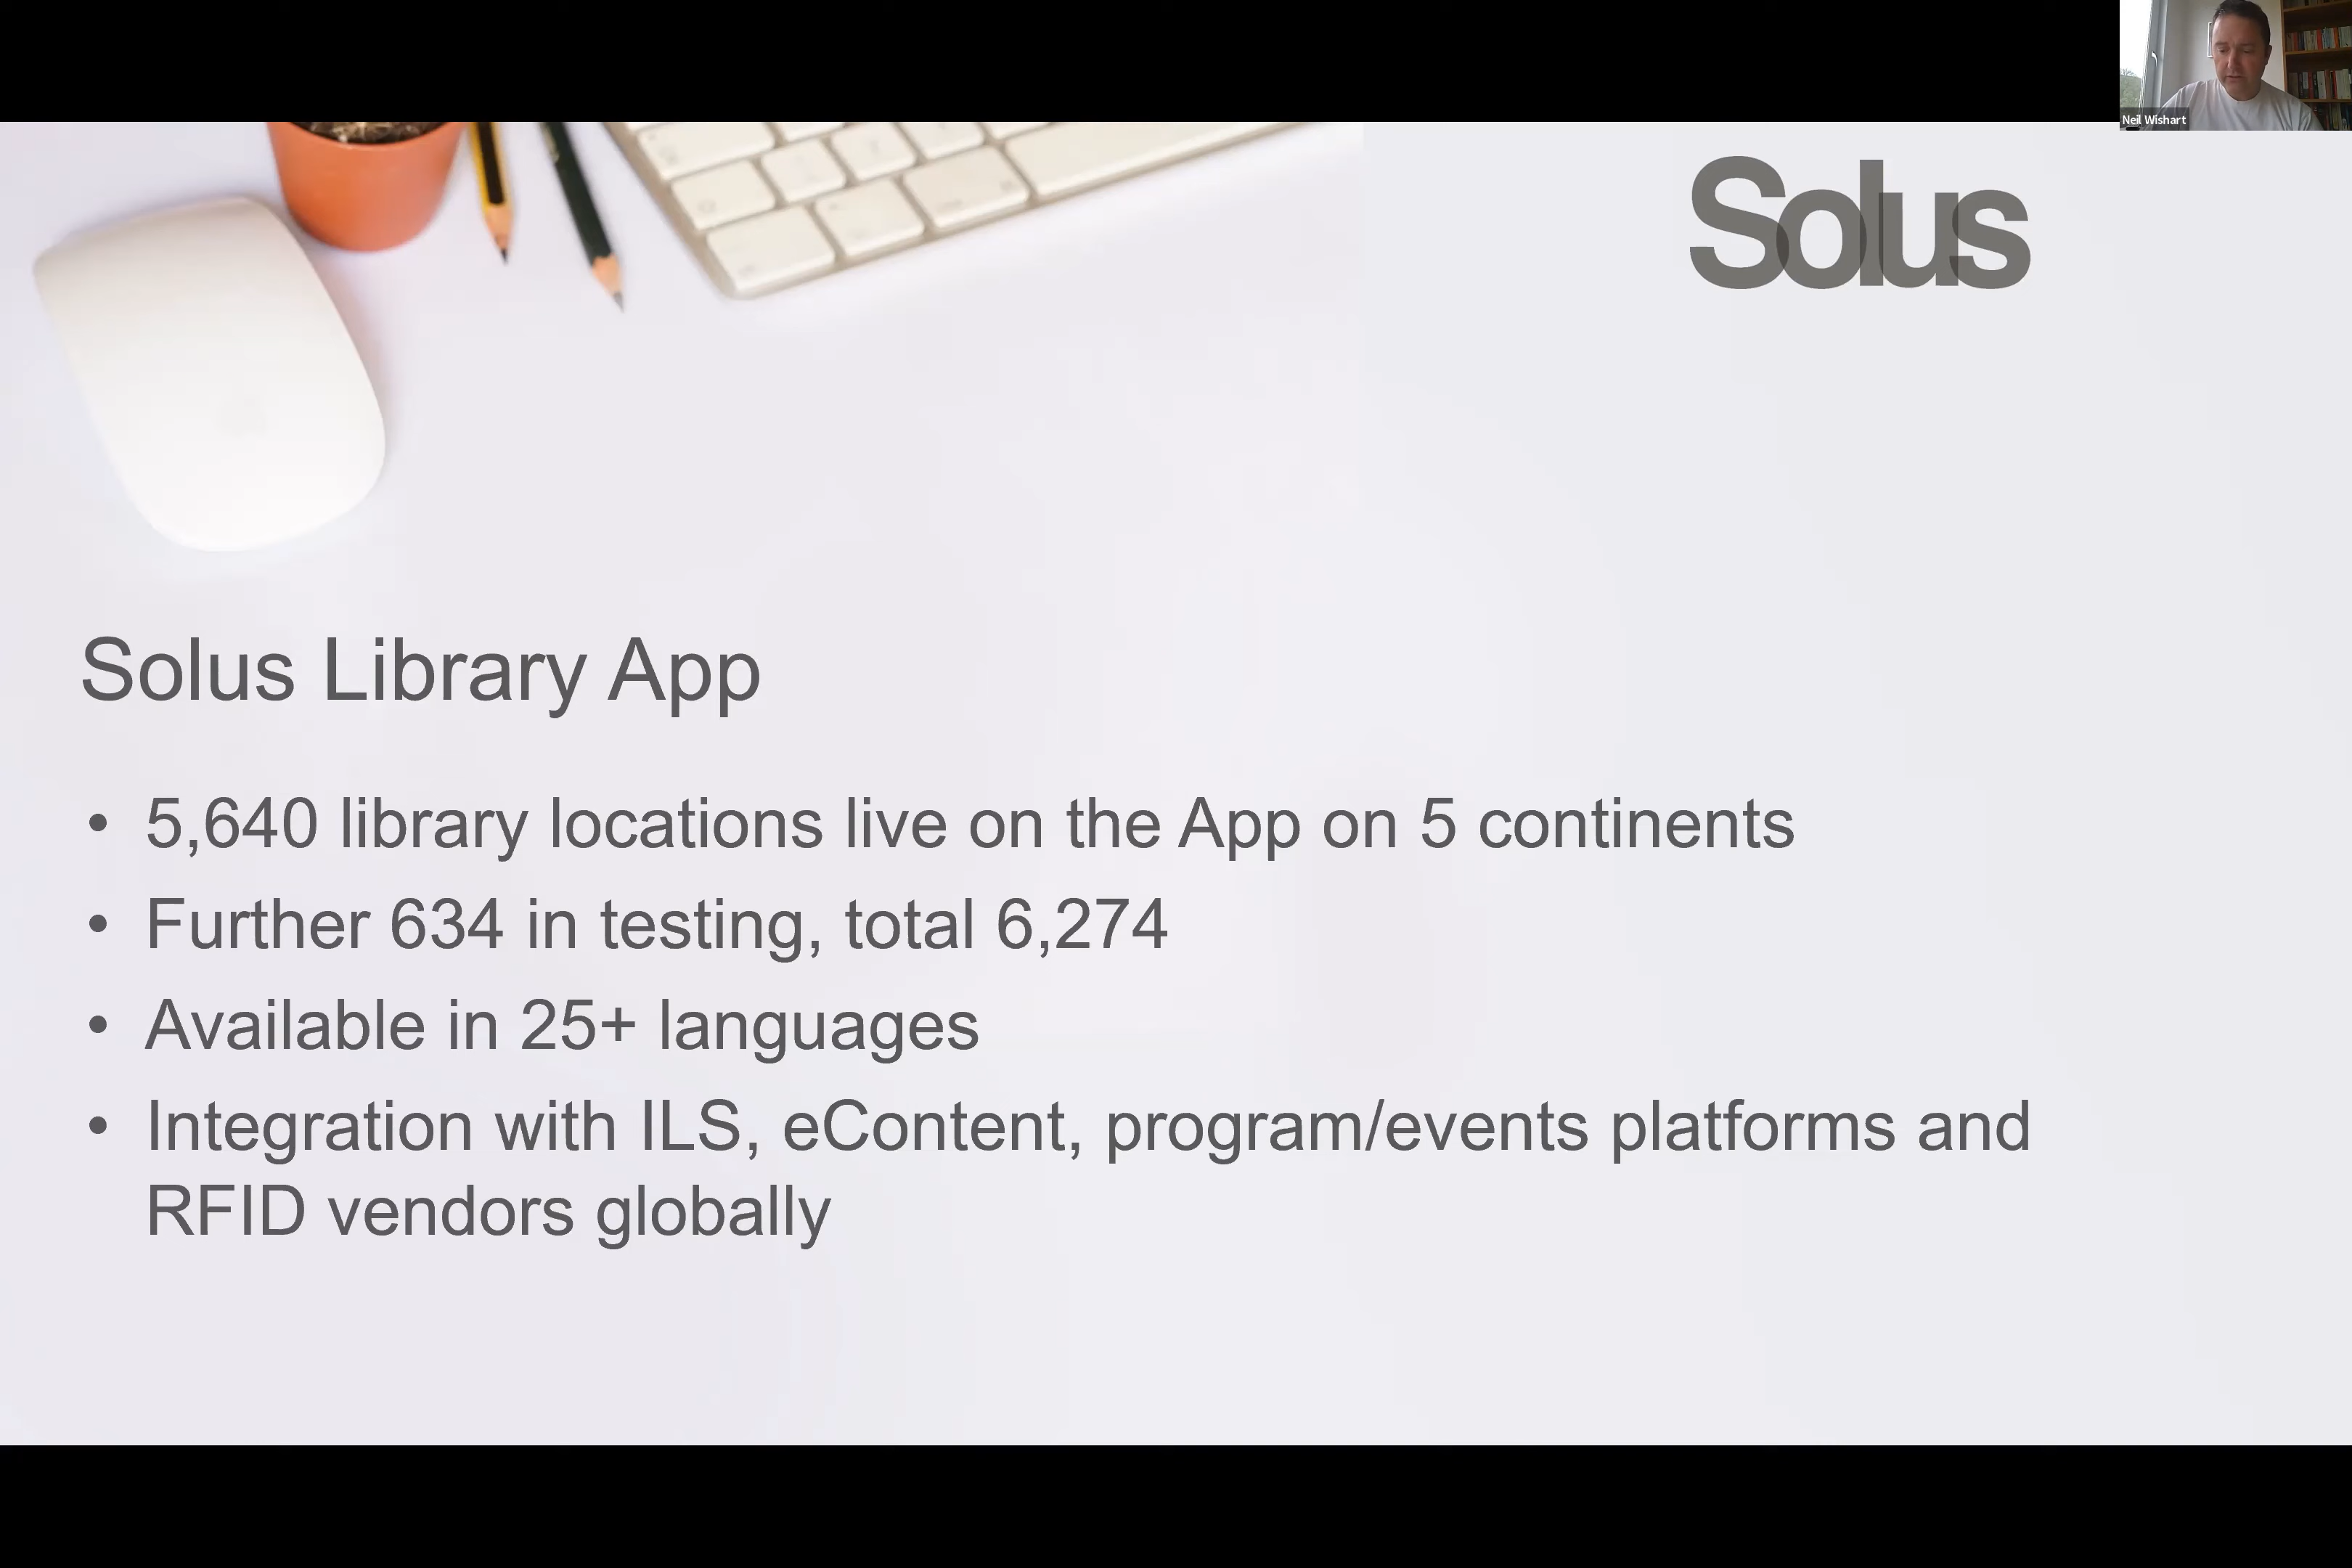 Neil Wishart
Solus
Solus Library App
• 5,640 library locations live on the App on 5 continents
• Further 634 in testing, total 6,274
• Available in 25+ languages
• Integration with ILS, eContent, program/events platforms and
RFID vendors globally